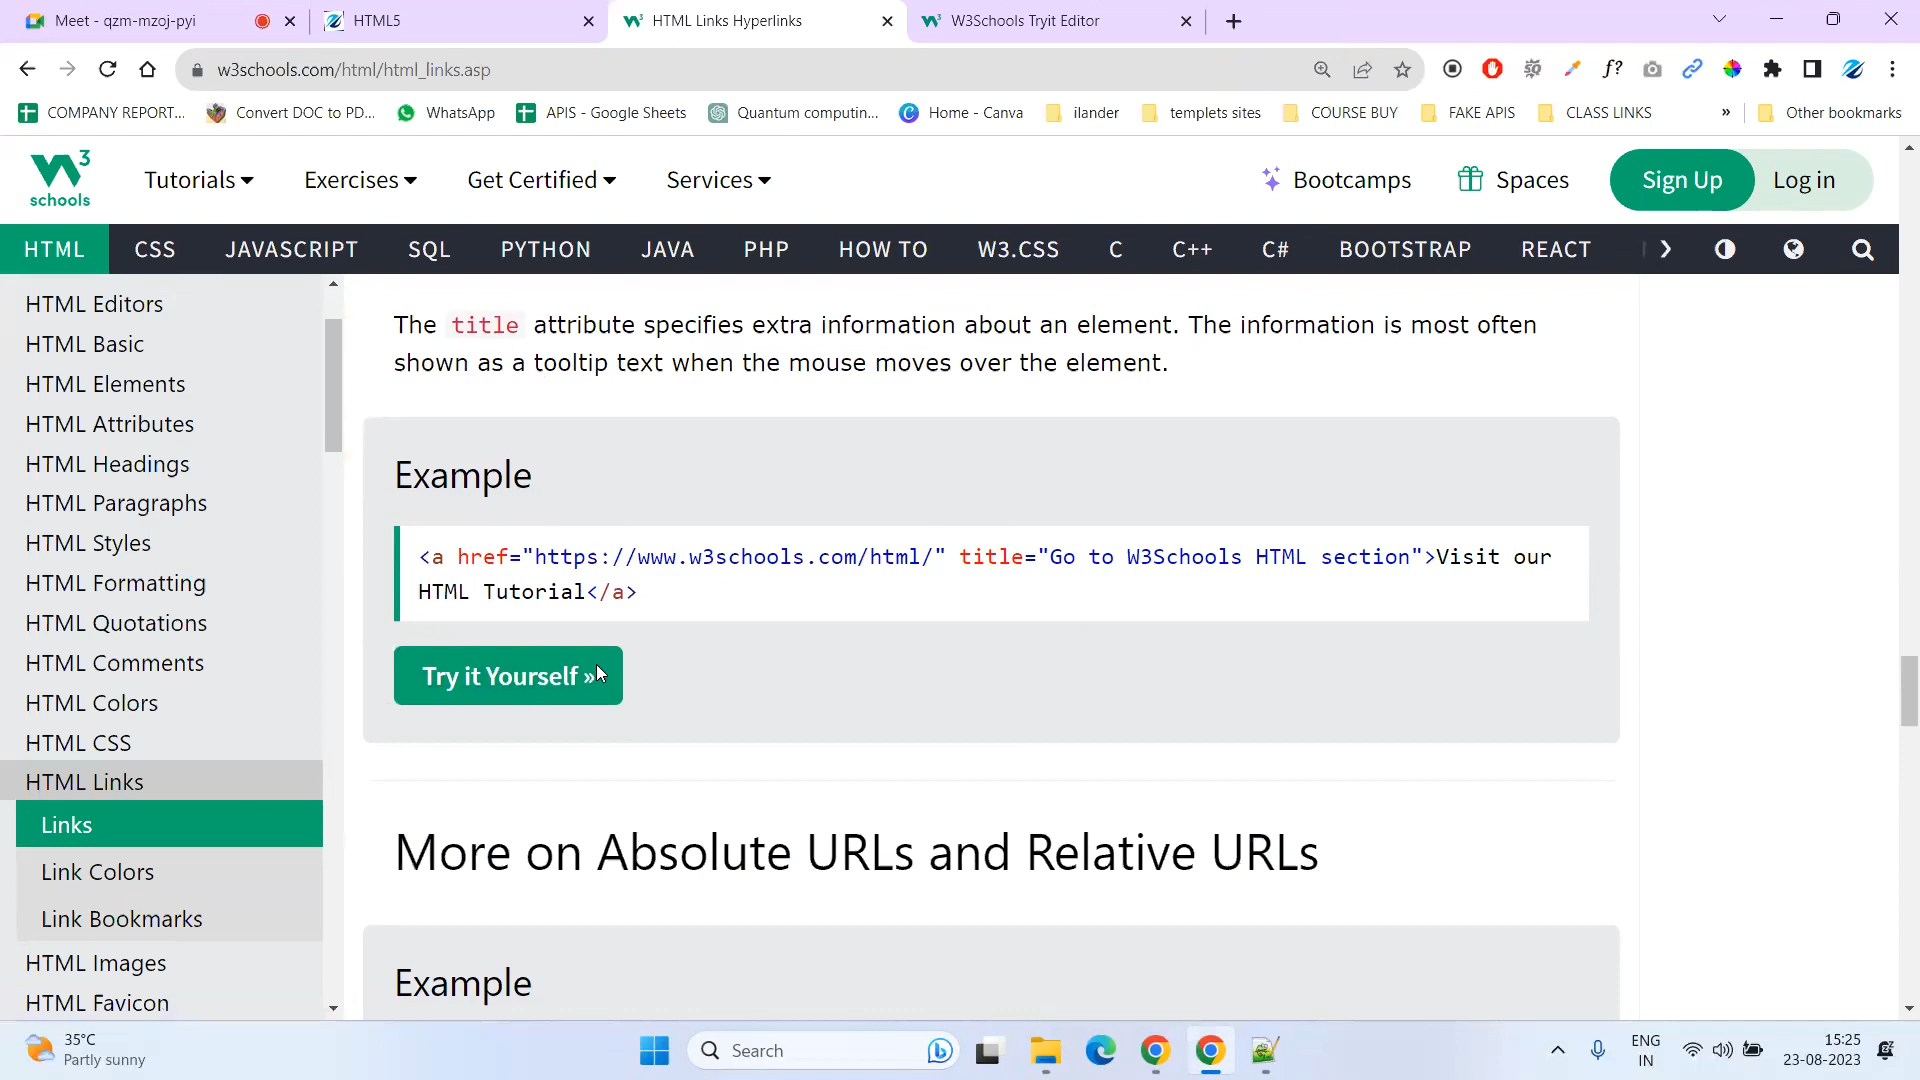 Meet - qzm-mzoj-pyi
HTML5
HTML Links Hyperlinks
W3Schools Tryit Editor
w3schools.com/html/html_links.asp
COMPANY REPORT...
Convert DOC to PD...
WhatsApp
APIS - Google Sheets
Quantum computin...
Home - Canva
ilander
templets sites
COURSE BUY
FAKE APIS
CLASS LINKS
»
Other bookmarks
W3 schools
Tutorials
Exercises
Get Certified
Services
Bootcamps
Spaces
Sign Up
Log in
HTML
CSS
JAVASCRIPT
SQL
PYTHON
JAVA
PHP
HOW TO
W3.CSS
C
C++
C#
BOOTSTRAP
REACT
HTML Editors
HTML Basic
HTML Elements
HTML Attributes
HTML Headings
HTML Paragraphs
HTML Styles
HTML Formatting
HTML Quotations
HTML Comments
HTML Colors
HTML CSS
HTML Links
Links
Link Colors
Link Bookmarks
HTML Images
HTML Favicon
The title attribute specifies extra information about an element. The information is most often
shown as a tooltip text when the mouse moves over the element.
Example
<a href="https://www.w3schools.com/html/" title="Go to W3Schools HTML section">Visit our
HTML Tutorial</a>
Try it Yourself »
More on Absolute URLs and Relative URLs
Example
35°C
Partly sunny
Search
ENG
IN
15:25
23-08-2023